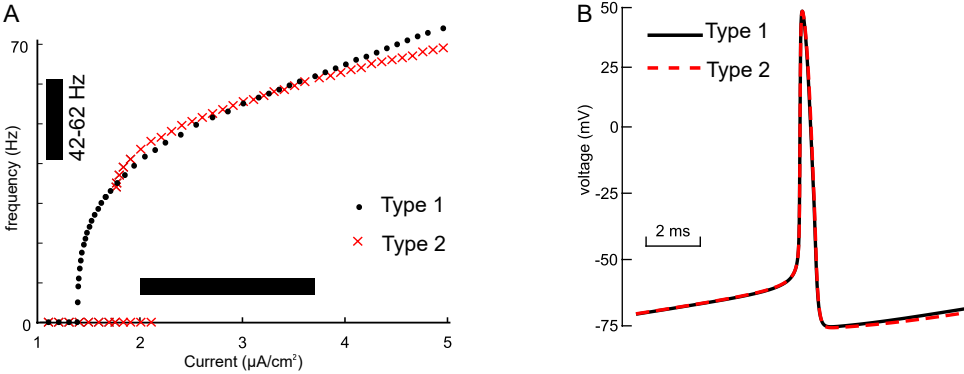 A
70
42-62 Hz
frequency (Hz)
Type 1
Type 2
0
1
2
3
4
5
Current (µA/cm²)
B
50
25
0
-25
-50
-75
voltage (mV)
Type 1
Type 2
2 ms